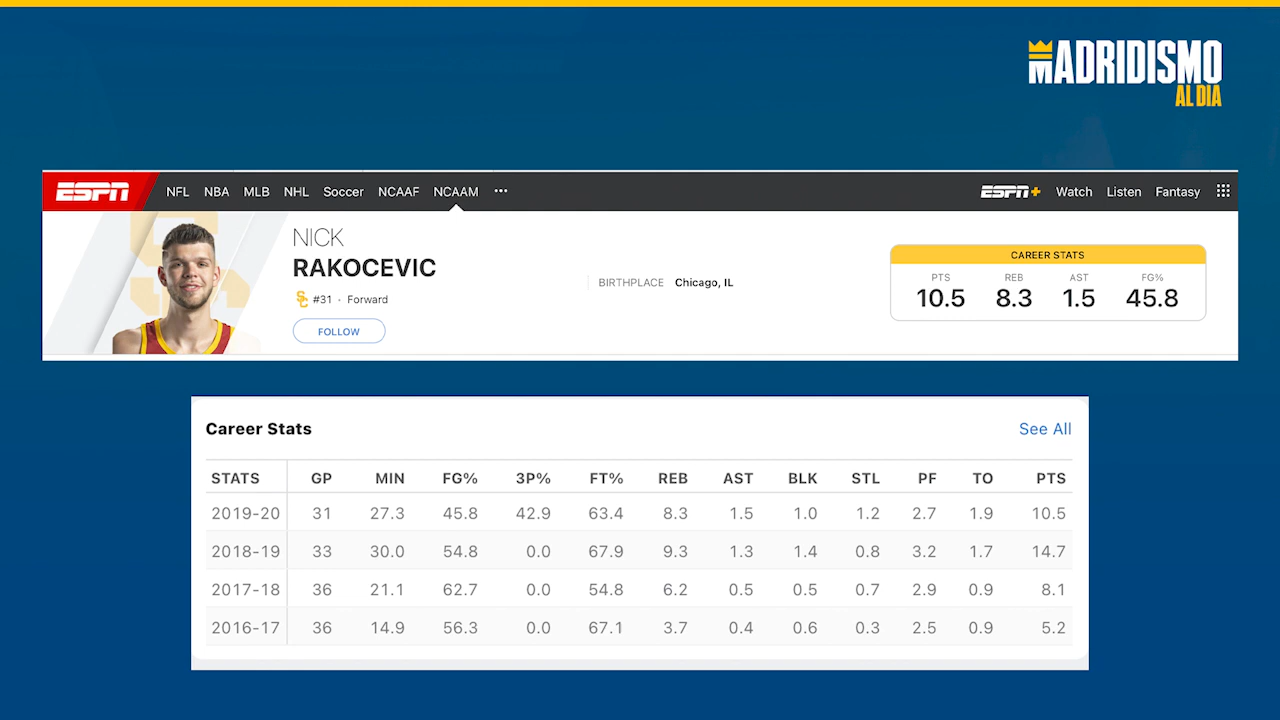 MADRIDISMO
AL DIA
ESPN NFL NBA MLB NHL Soccer NCAAF NCAAM ••• ESPN+ Watch Listen Fantasy
NICK
RAKOCEVIC
SC #31 · Forward
FOLLOW
BIRTHPLACE Chicago, IL
CAREER STATS
PTS REB AST FG%
10.5 8.3 1.5 45.8
Career Stats See All
STATS GP MIN FG% 3P% FT% REB AST BLK STL PF TO PTS
2019-20 31 27.3 45.8 42.9 63.4 8.3 1.5 1.0 1.2 2.7 1.9 10.5
2018-19 33 30.0 54.8 0.0 67.9 9.3 1.3 1.4 0.8 3.2 1.7 14.7
2017-18 36 21.1 62.7 0.0 54.8 6.2 0.5 0.5 0.7 2.9 0.9 8.1
2016-17 36 14.9 56.3 0.0 67.1 3.7 0.4 0.6 0.3 2.5 0.9 5.2